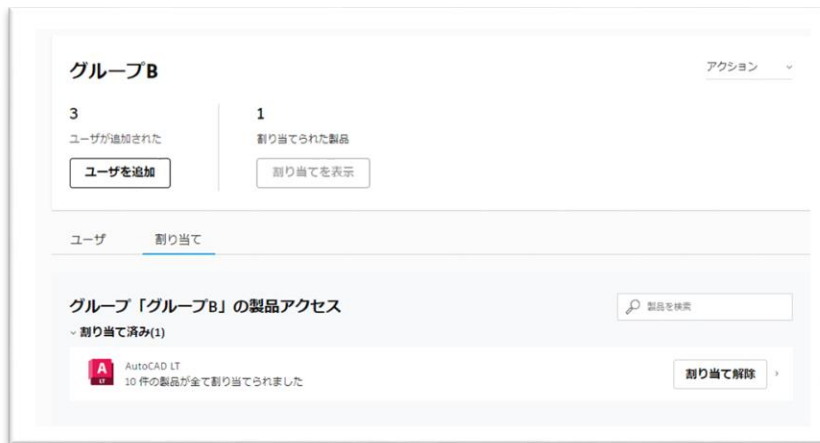 グループB
アクション
3
ユーザが追加された
ユーザを追加
1
割り当てられた製品
割り当てを表示
ユーザ 割り当て
グループ「グループB」の製品アクセス
製品を検索
割り当て済み(1)
A
LT
AutoCAD LT
10 件の製品が全て割り当てられました
割り当て解除